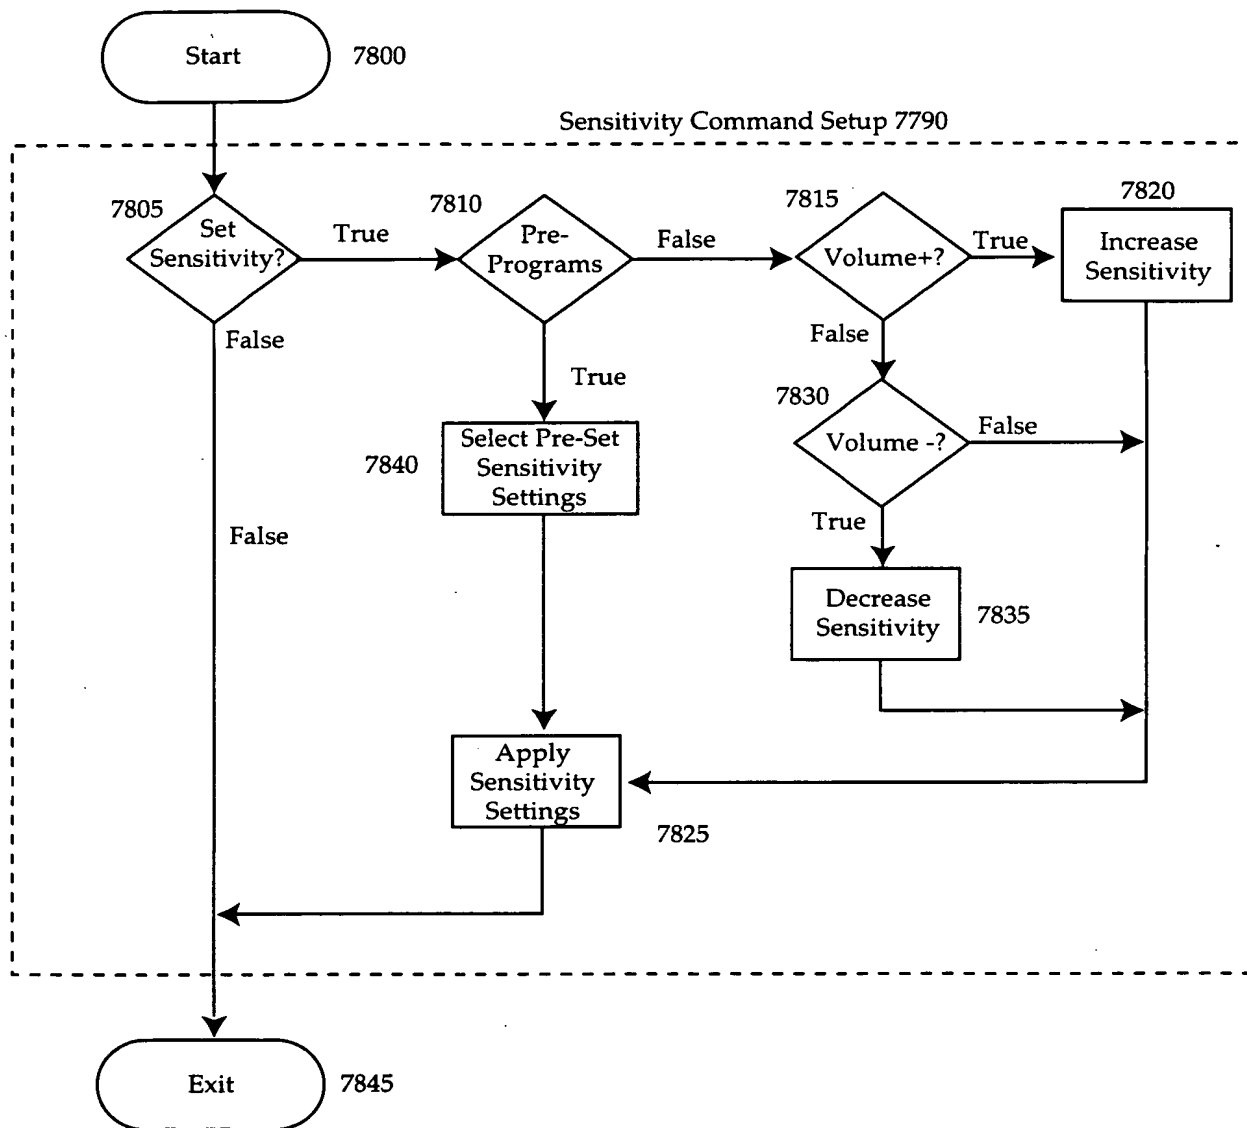 Start
7800
Sensitivity Command Setup 7790
7805
Set
Sensitivity?
True
7810
Pre-
Programs
False
7815
Volume+?
True
7820
Increase
Sensitivity
False
False
7830
Volume -?
False
True
7840
Select Pre-Set
Sensitivity
Settings
False
True
Decrease
Sensitivity
7835
Apply
Sensitivity
Settings
7825
Exit
7845